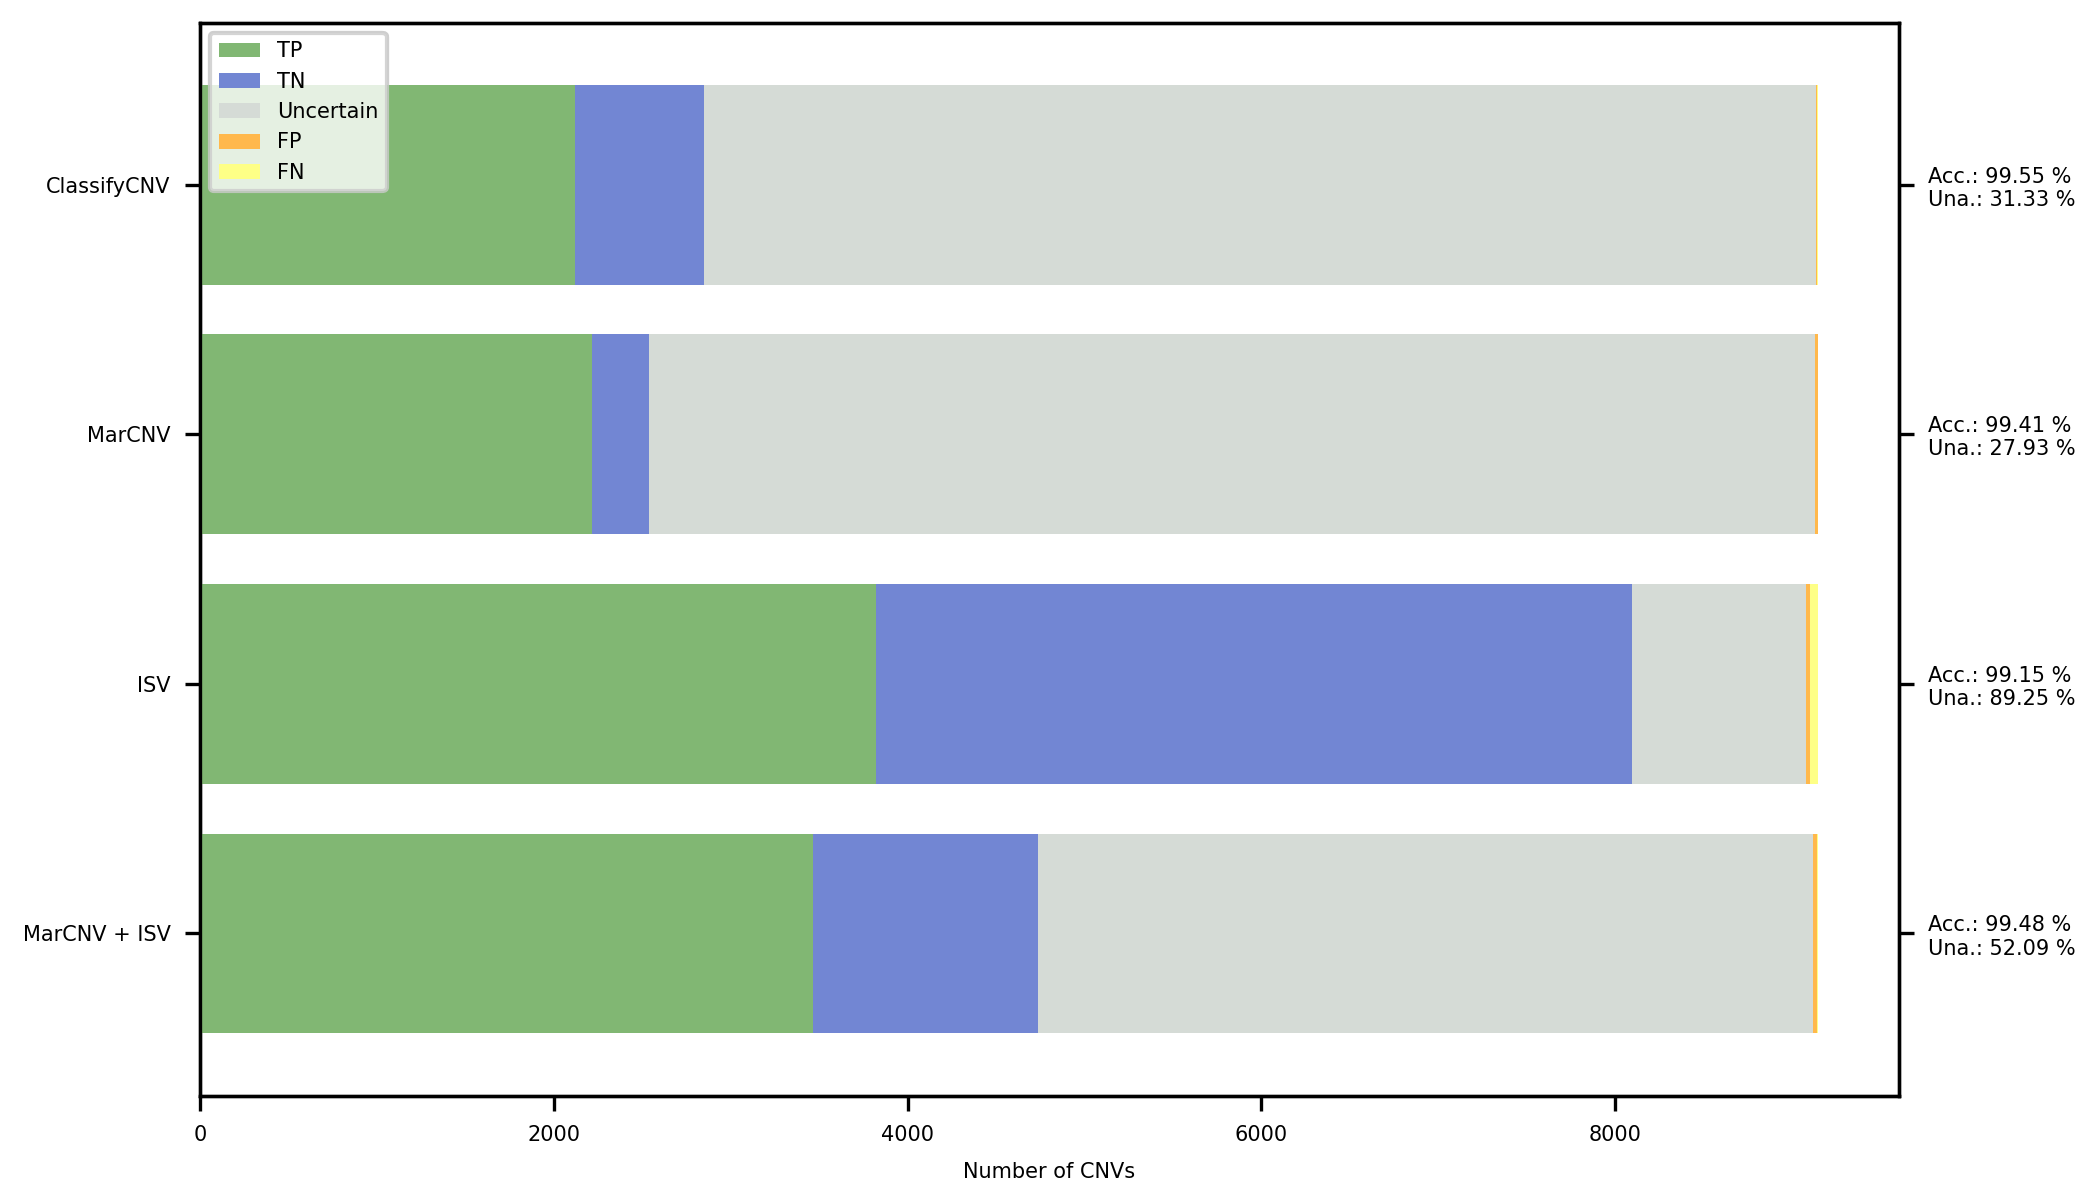 TP
TN
Uncertain
FP
FN
ClassifyCNV
Acc.: 99.55 %
Una.: 31.33 %
MarCNV
Acc.: 99.41 %
Una.: 27.93 %
ISV
Acc.: 99.15 %
Una.: 89.25 %
MarCNV + ISV
Acc.: 99.48 %
Una.: 52.09 %
0 2000 4000 6000 8000
Number of CNVs